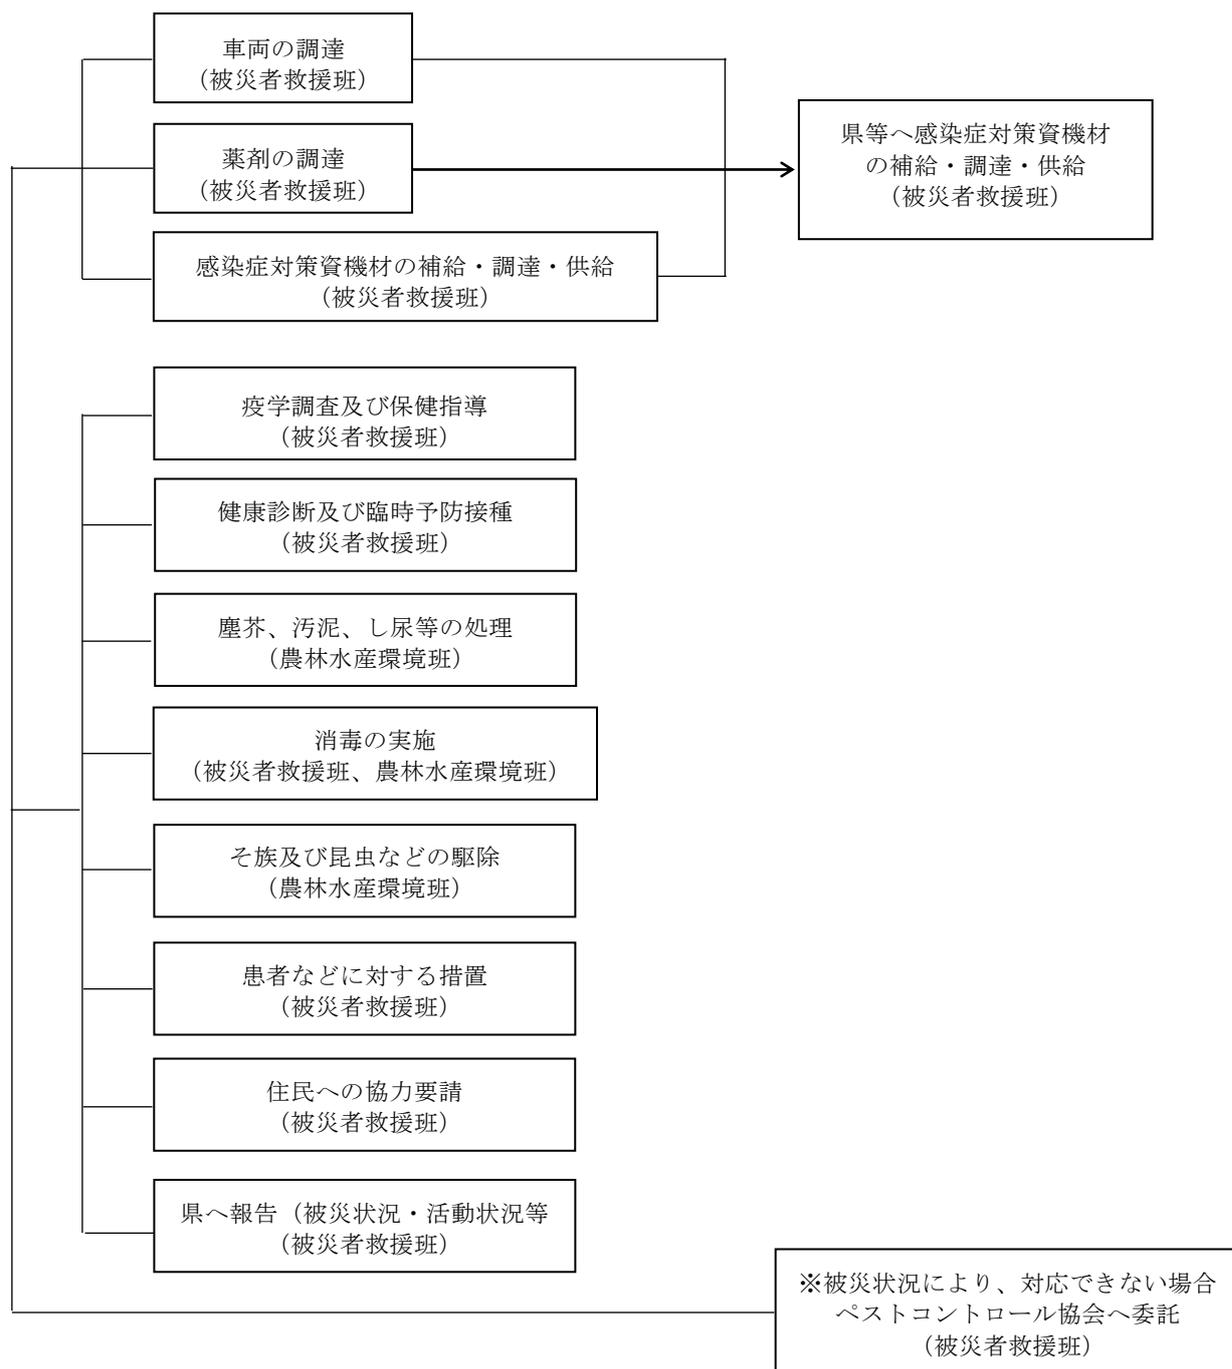 車両の調達
（被災者救援班）
薬剤の調達
（被災者救援班）
感染症対策資機材の補給・調達・供給
（被災者救援班）
県等へ感染症対策資機材
の補給・調達・供給
（被災者救援班）
疫学調査及び保健指導
（被災者救援班）
健康診断及び臨時予防接種
（被災者救援班）
塵芥、汚泥、し尿等の処理
（農林水産環境班）
消毒の実施
（被災者救援班、農林水産環境班）
そ族及び昆虫などの駆除
（農林水産環境班）
患者などに対する措置
（被災者救援班）
住民への協力要請
（被災者救援班）
県へ報告（被災状況・活動状況等
（被災者救援班）
※被災状況により、対応できない場合
ペストコントロール協会へ委託
（被災者救援班）